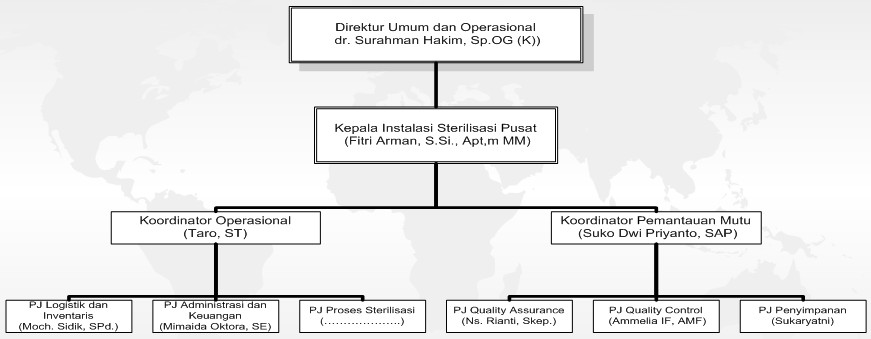 Direktur Umum dan Operasional
dr. Surahman Hakim, Sp.OG (K))
Kepala Instalasi Sterilisasi Pusat
(Fitri Arman, S.Si., Apt,m MM)
Koordinator Operasional
(Taro, ST)
Koordinator Pemantauan Mutu
(Suko Dwi Priyanto, SAP)
PJ Logistik dan
Inventaris
(Moch. Sidik, SPd.)
PJ Administrasi dan
Keuangan
(Mimaida Oktora, SE)
PJ Proses Sterilisasi
(………………..)
PJ Quality Assurance
(Ns. Rianti, Skep.)
PJ Quality Control
(Ammelia IF, AMF)
PJ Penyimpanan
(Sukaryatni)